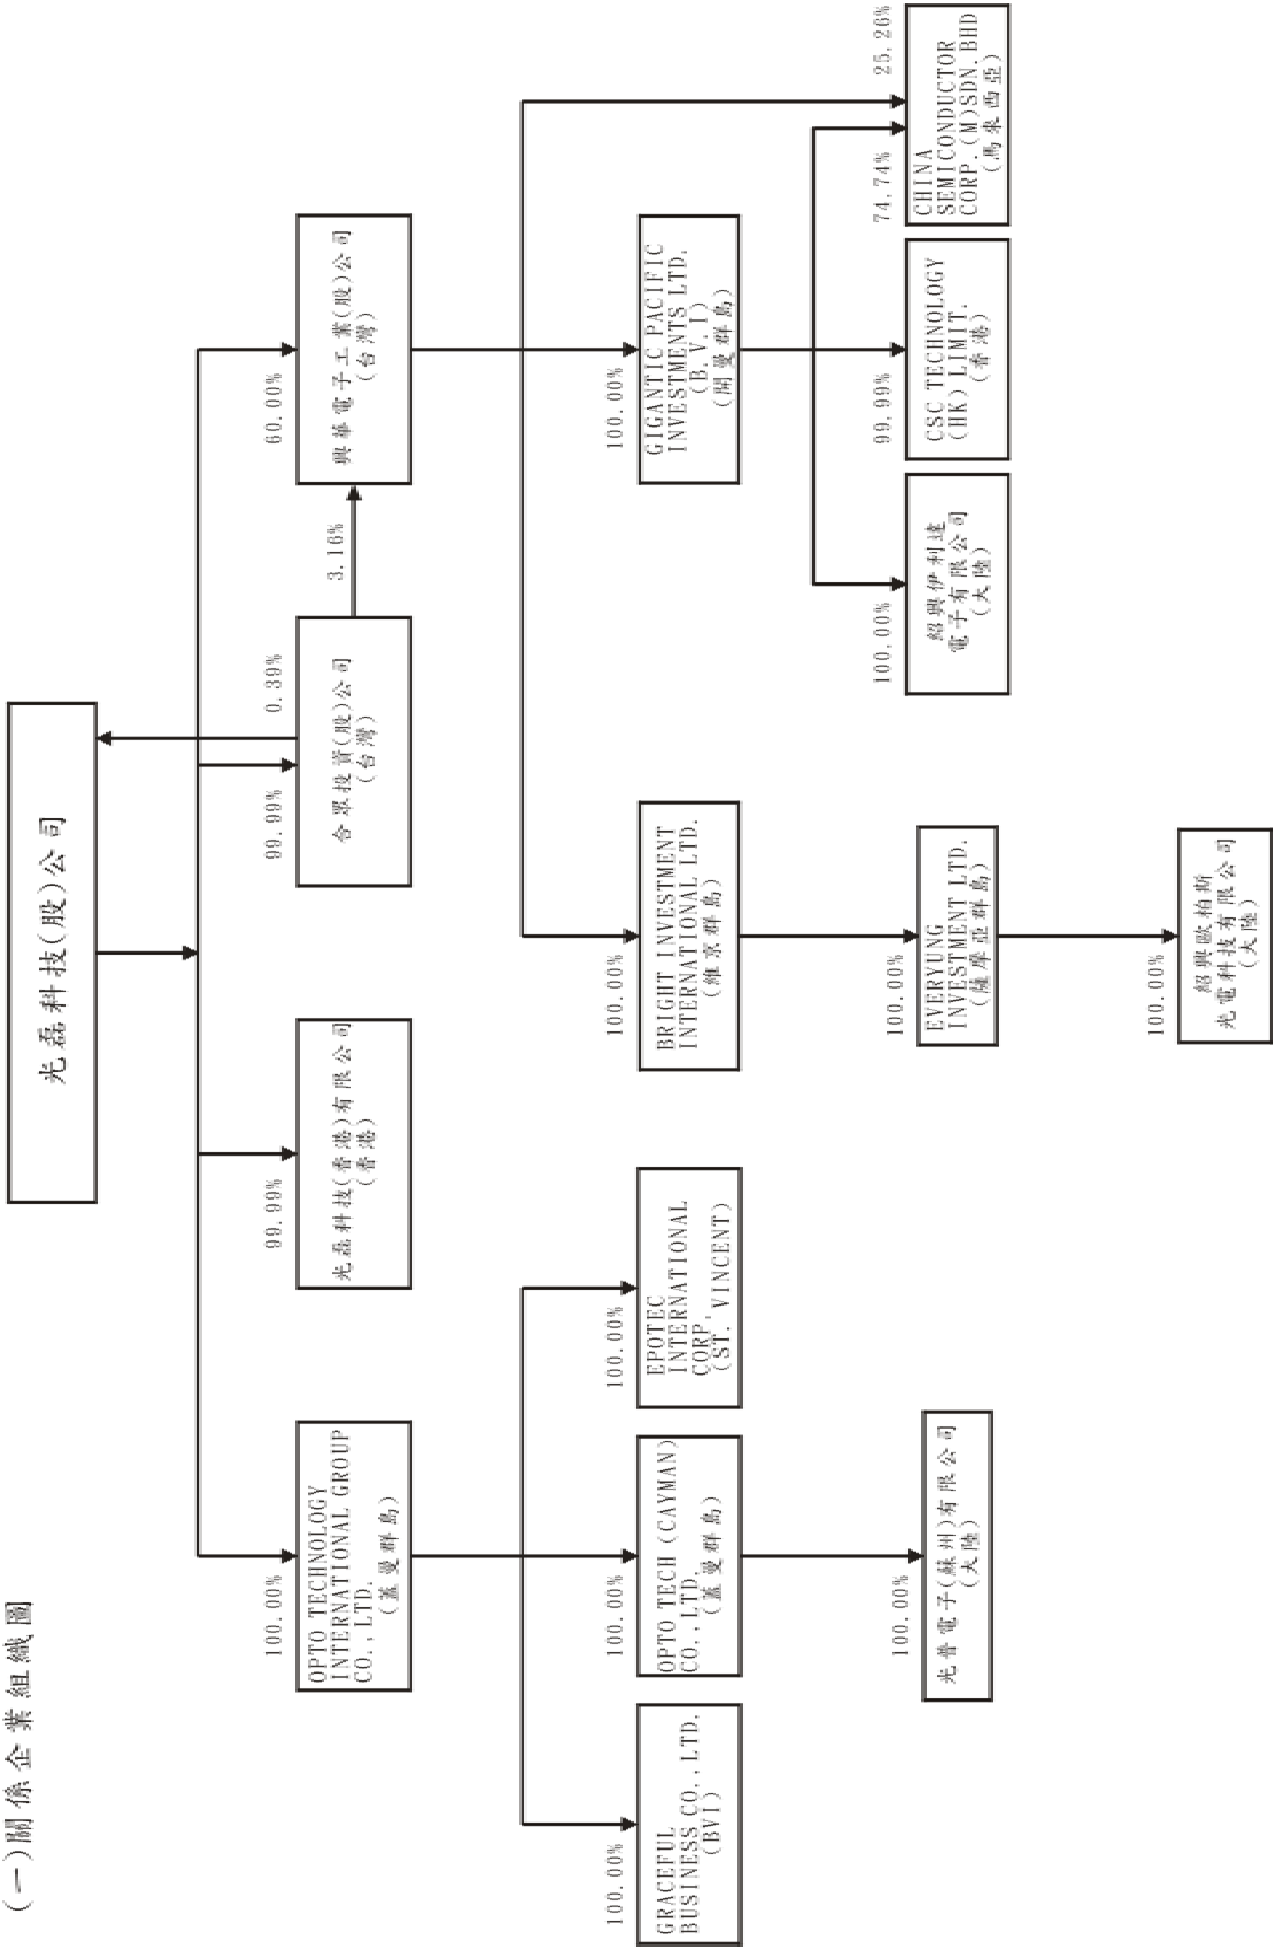 (一)關係企業組織圖
光磊科技(股)公司
100.00%
OPTO TECHNOLOGY
INTERNATIONAL GROUP
CO.,LTD.
(蓋曼群島)
99.99%
光磊科技(香港)有限公司
(香港)
99.99%
0.39%
合眾投資(股)公司
(台灣)
3.16%
60.00%
興華電子工業(股)公司
(台灣)
100.00%
GRACEFUL
BUSINESS CO.,LTD.
(BVI)
100.00%
OPTO TECH (CAYMAN)
CO.,LTD.
(蓋曼群島)
100.00%
EPOTEC
INTERNATIONAL
CORP.
(ST. VINCENT)
100.00%
BRIGHT INVESTMENT
INTERNATIONAL LTD.
(維京群島)
100.00%
GIGANTIC PACIFIC
INVESTMENTS LTD.
(B.V.I)
(開曼群島)
100.00%
光普電子(蘇州)有限公司
(大陸)
100.00%
EVERYUNG
INVESTMENT LTD.
(薩摩亞群島)
100.00%
紹興伊利達
電子有限公司
(大陸)
99.99%
CSC TECHNOLOGY
(HK) LIMIT.
(香港)
74.74%
25.26%
CHINA
SEMICONDUCTOR
CORP.(M)SDN.BHD
(馬來西亞)
100.00%
紹興歐柏斯
光電科技有限公司
(大陸)